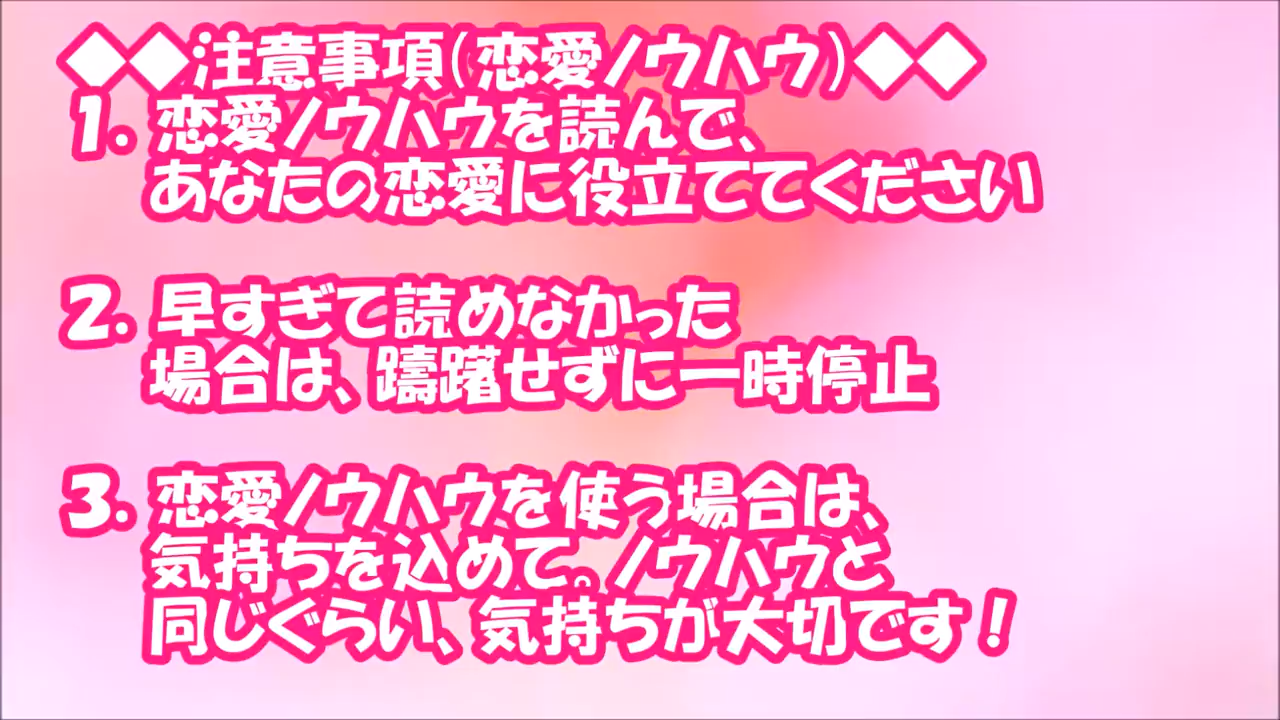 ◆◆注意事項(恋愛ノウハウ)◆◆
1. 恋愛ノウハウを読んで、
あなたの恋愛に役立ててください
2. 早すぎて読めなかった
場合は、躊躇せずに一時停止
3. 恋愛ノウハウを使う場合は、
気持ちを込めて。ノウハウと
同じぐらい、気持ちが大切です!